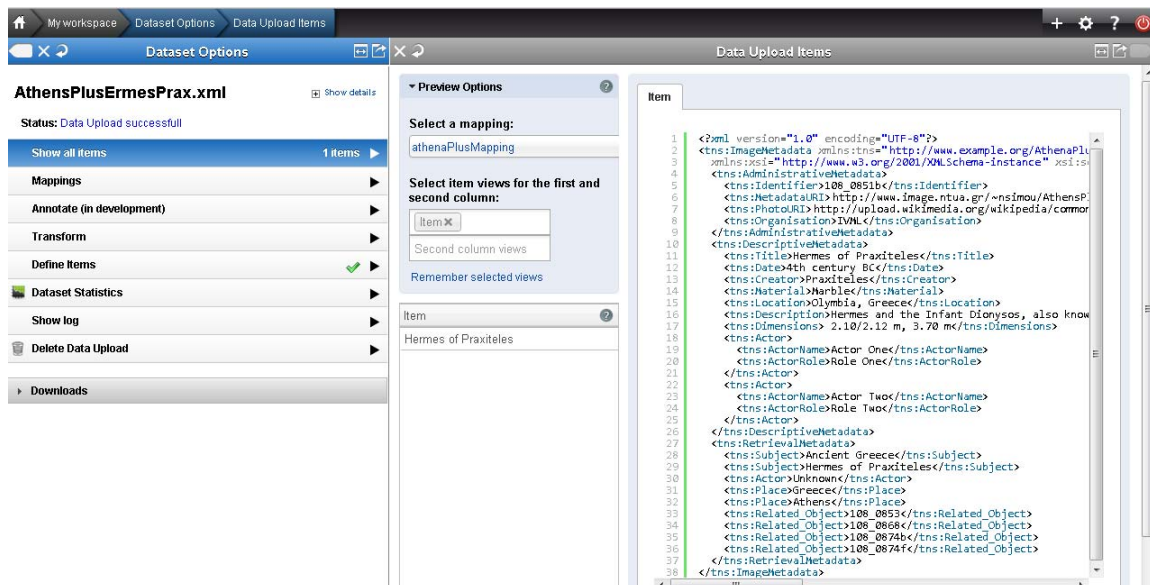 My workspace Dataset Options Data Upload Items + ?
Dataset Options
Data Upload Items
AthensPlusErmesPrax.xml Show details
Status: Data Upload successfull
Show all items 1 items
Mappings
Annotate (in development)
Transform
Define Items
Dataset Statistics
Show log
Delete Data Upload
Downloads
Preview Options ?
Select a mapping:
athenaPlusMapping
Select item views for the first and
second column:
Item
Second column views
Remember selected views
Item ?
Hermes of Praxiteles
Item
1 <?xml version="1.0" encoding="UTF-8"?>
2 <tns:ImageMetadata xmlns:tns="http://www.example.org/AthenaPlu
3 xmlns:xsi="http://www.w3.org/2001/XMLSchema-instance" xsi:s
4 <tns:AdministrativeMetadata>
5 <tns:Identifier>108_0851b</tns:Identifier>
6 <tns:MetadataURI>http://www.image.ntua.gr/~nsimou/AthensP
7 <tns:PhotoURI>http://upload.wikimedia.org/wikipedia/common
8 <tns:Organisation>IVML</tns:Organisation>
9 </tns:AdministrativeMetadata>
10 <tns:DescriptiveMetadata>
11 <tns:Title>Hermes of Praxiteles</tns:Title>
12 <tns:Date>4th century BC</tns:Date>
13 <tns:Creator>Praxiteles</tns:Creator>
14 <tns:Material>Marble</tns:Material>
15 <tns:Location>Olymbia, Greece</tns:Location>
16 <tns:Description>Hermes and the Infant Dionysos, also know
17 <tns:Dimensions> 2.10/2.12 m, 3.70 m</tns:Dimensions>
18 <tns:Actor>
19 <tns:ActorName>Actor One</tns:ActorName>
20 <tns:ActorRole>Role One</tns:ActorRole>
21 </tns:Actor>
22 <tns:Actor>
23 <tns:ActorName>Actor Two</tns:ActorName>
24 <tns:ActorRole>Role Two</tns:ActorRole>
25 </tns:Actor>
26 </tns:DescriptiveMetadata>
27 <tns:RetrievalMetadata>
28 <tns:Subject>Ancient Greece</tns:Subject>
29 <tns:Subject>Hermes of Praxiteles</tns:Subject>
30 <tns:Actor>Unknown</tns:Actor>
31 <tns:Place>Greece</tns:Place>
32 <tns:Place>Athens</tns:Place>
33 <tns:Related_Object>108_0853</tns:Related_Object>
34 <tns:Related_Object>108_0868</tns:Related_Object>
35 <tns:Related_Object>108_0874b</tns:Related_Object>
36 <tns:Related_Object>108_0874f</tns:Related_Object>
37 </tns:RetrievalMetadata>
38 </tns:ImageMetadata>